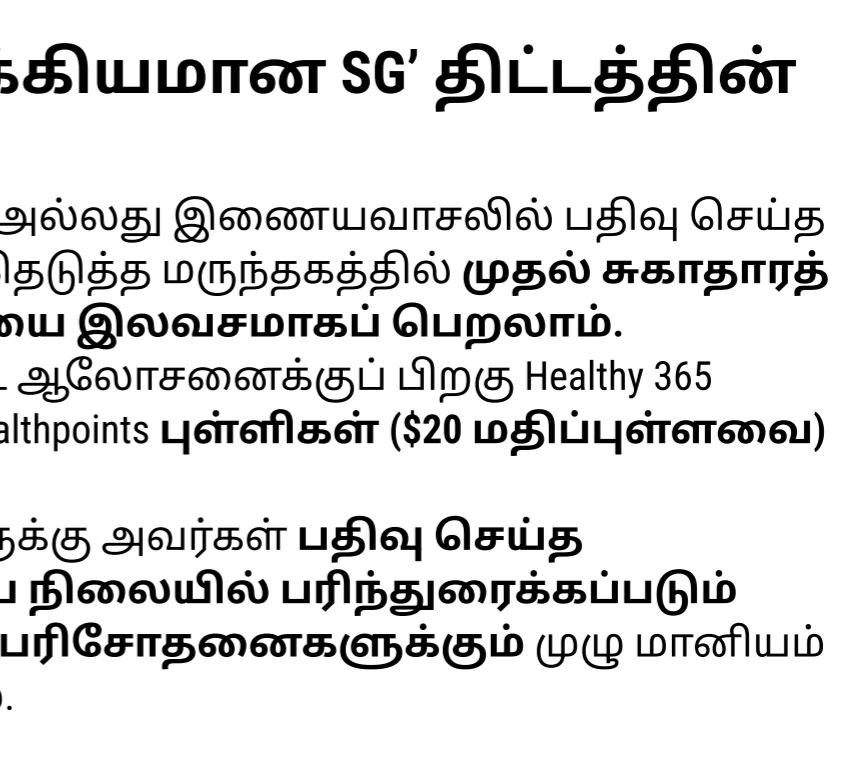 க்கியமான SG’ திட்டத்தின்
அல்லது இணையவாசலில் பதிவு செய்த
தெடுத்த மருந்தகத்தில் முதல் சுகாதாரத்
யை இலவசமாகப் பெறலாம்.
ஆலோசனைக்குப் பிறகு Healthy 365
althpoints புள்ளிகள் ($20 மதிப்புள்ளவை)
ளுக்கு அவர்கள் பதிவு செய்த
நிலையில் பரிந்துரைக்கப்படும்
பரிசோதனைகளுக்கும் முழு மானியம்